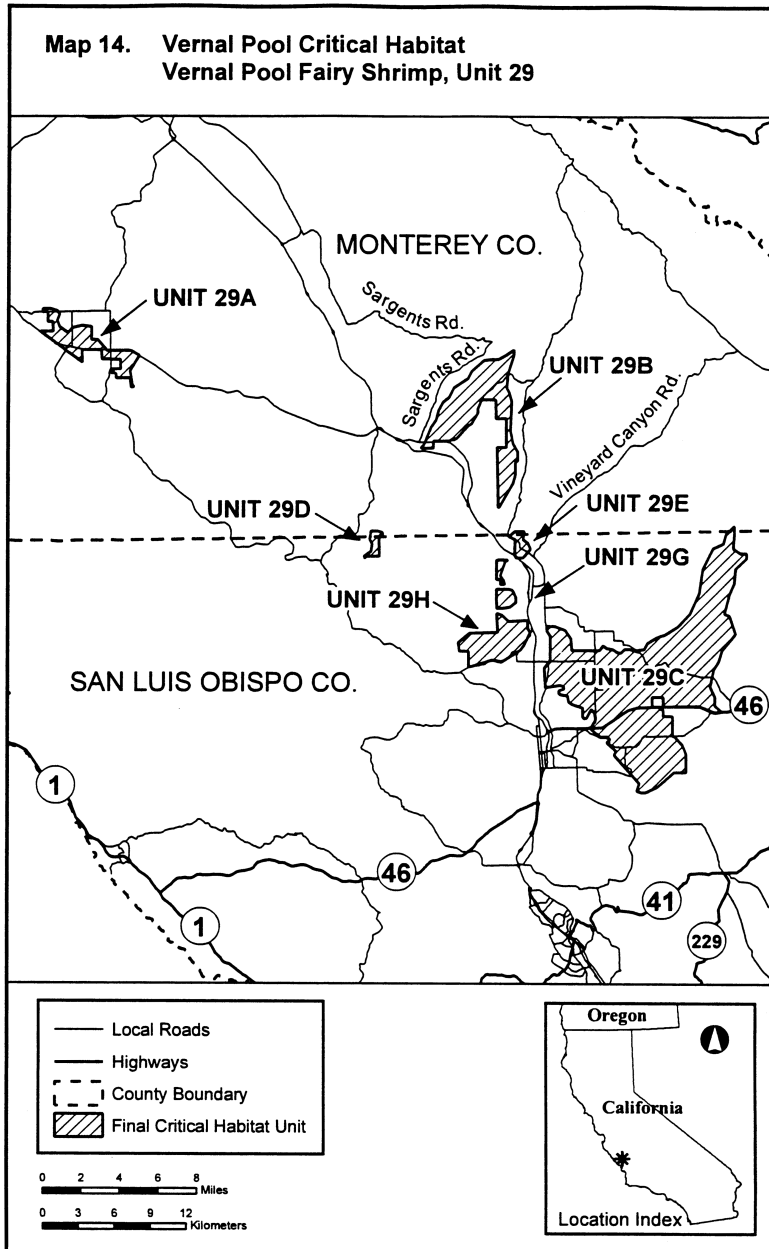 Map 14. Vernal Pool Critical Habitat
Vernal Pool Fairy Shrimp, Unit 29
MONTEREY CO.
UNIT 29A
Sargents Rd.
Sargents Rd.
UNIT 29B
Vineyard Canyon Rd.
UNIT 29D
UNIT 29E
UNIT 29G
UNIT 29H
UNIT 29C
SAN LUIS OBISPO CO.
46
1
46
41
1
229
Local Roads
Highways
County Boundary
Final Critical Habitat Unit
0 2 4 6 8
Miles
0 3 6 9 12
Kilometers
Oregon
California
Location Index